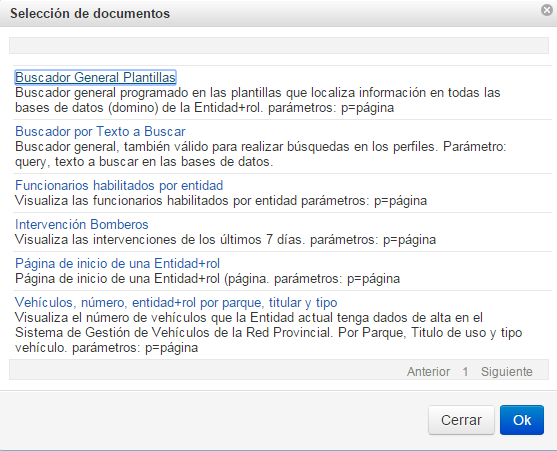 Selección de documentos
Buscador General Plantillas
Buscador general programado en las plantillas que localiza información en todas las
bases de datos (domino) de la Entidad+rol. parámetros: p=página
Buscador por Texto a Buscar
Buscador general, también válido para realizar búsquedas en los perfiles. Parámetro:
query, texto a buscar en las bases de datos.
Funcionarios habilitados por entidad
Visualiza las funcionarios habilitados por entidad parámetros: p=página
Intervención Bomberos
Visualiza las intervenciones de los últimos 7 días. parámetros: p=página
Página de inicio de una Entidad+rol
Página de inicio de una Entidad+rol (página. parámetros: p=página
Vehículos, número, entidad+rol por parque, titular y tipo
Visualiza el número de vehículos que la Entidad actual tenga dados de alta en el
Sistema de Gestión de Vehículos de la Red Provincial. Por Parque, Titulo de uso y tipo
vehículo. parámetros: p=página
Anterior 1 Siguiente
Cerrar Ok